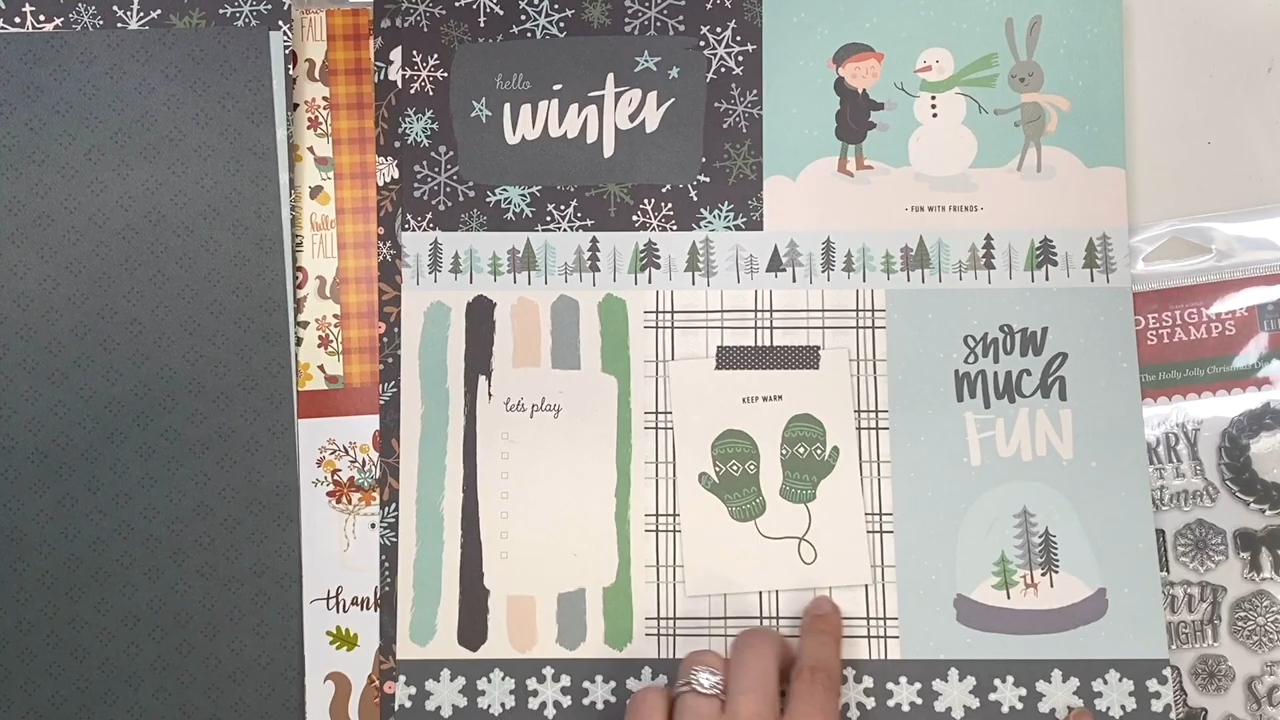 FALL
hello
FALL
thank
hello
winter
• FUN WITH FRIENDS •
let's play
KEEP WARM
snow
much
FUN
DESIGNER
STAMPS
The Holly Jolly Christmas